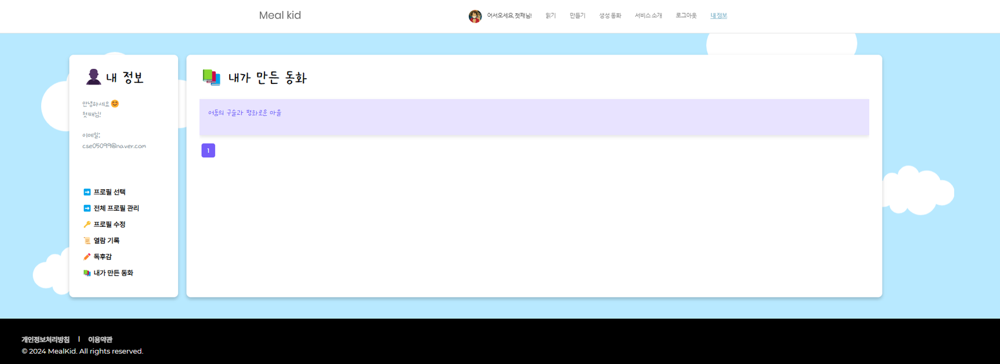 Meal kid
어서오세요, 첫째님!
읽기
만들기
생성 동화
서비스 소개
로그아웃
내 정보
내 정보
안녕하세요
첫째님!
이메일:
cse05099@naver.com
프로필 선택
전체 프로필 관리
프로필 수정
열람 기록
독후감
내가 만든 동화
내가 만든 동화
어둠의 구슬과 평화로운 마을
1
개인정보처리방침 | 이용약관
© 2024 MealKid. All rights reserved.